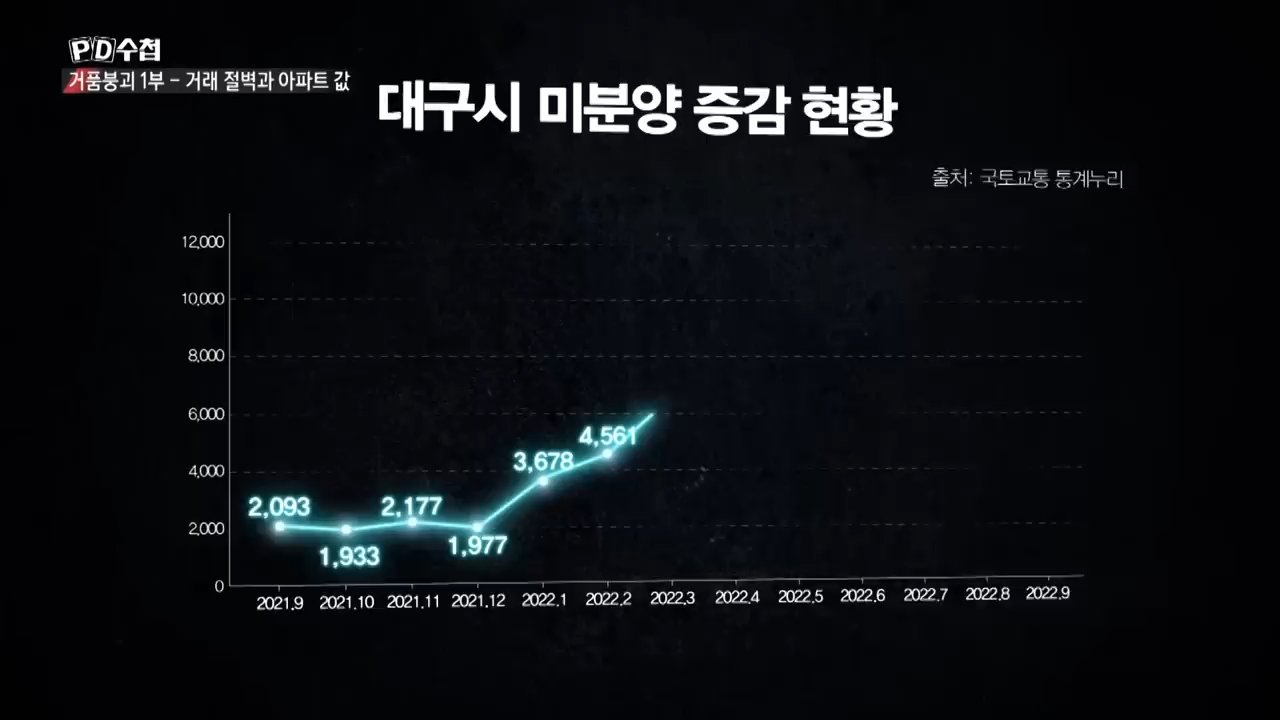 PD수첩
거품붕괴 1부 - 거래 절벽과 아파트 값
대구시 미분양 증감 현황
출처: 국토교통 통계누리
12,000
10,000
8,000
6,000
4,561
3,678
4,000
2,093
2,177
2,000
1,933
1,977
0
2021.9 2021.10 2021.11 2021.12 2022.1 2022.2 2022.3 2022.4 2022.5 2022.6 2022.7 2022.8 2022.9